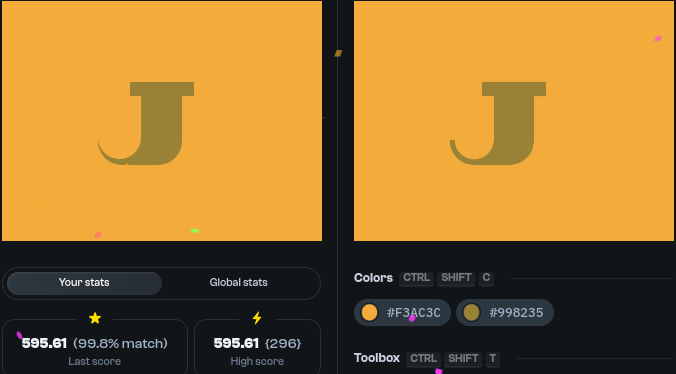 J J
Your stats Global stats
595.61 (99.8% match)
Last score
595.61 {296}
High score
Colors CTRL SHIFT C
#F3AC3C #998235
Toolbox CTRL SHIFT T